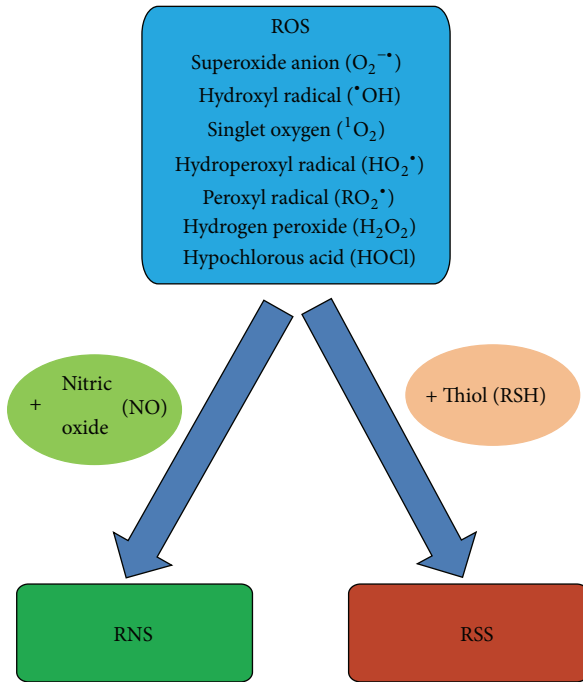 ROS
Superoxide anion (O₂⁻•)
Hydroxyl radical (•OH)
Singlet oxygen (¹O₂)
Hydroperoxyl radical (HO₂•)
Peroxyl radical (RO₂•)
Hydrogen peroxide (H₂O₂)
Hypochlorous acid (HOCl)
+ Nitric oxide (NO)
+ Thiol (RSH)
RNS
RSS